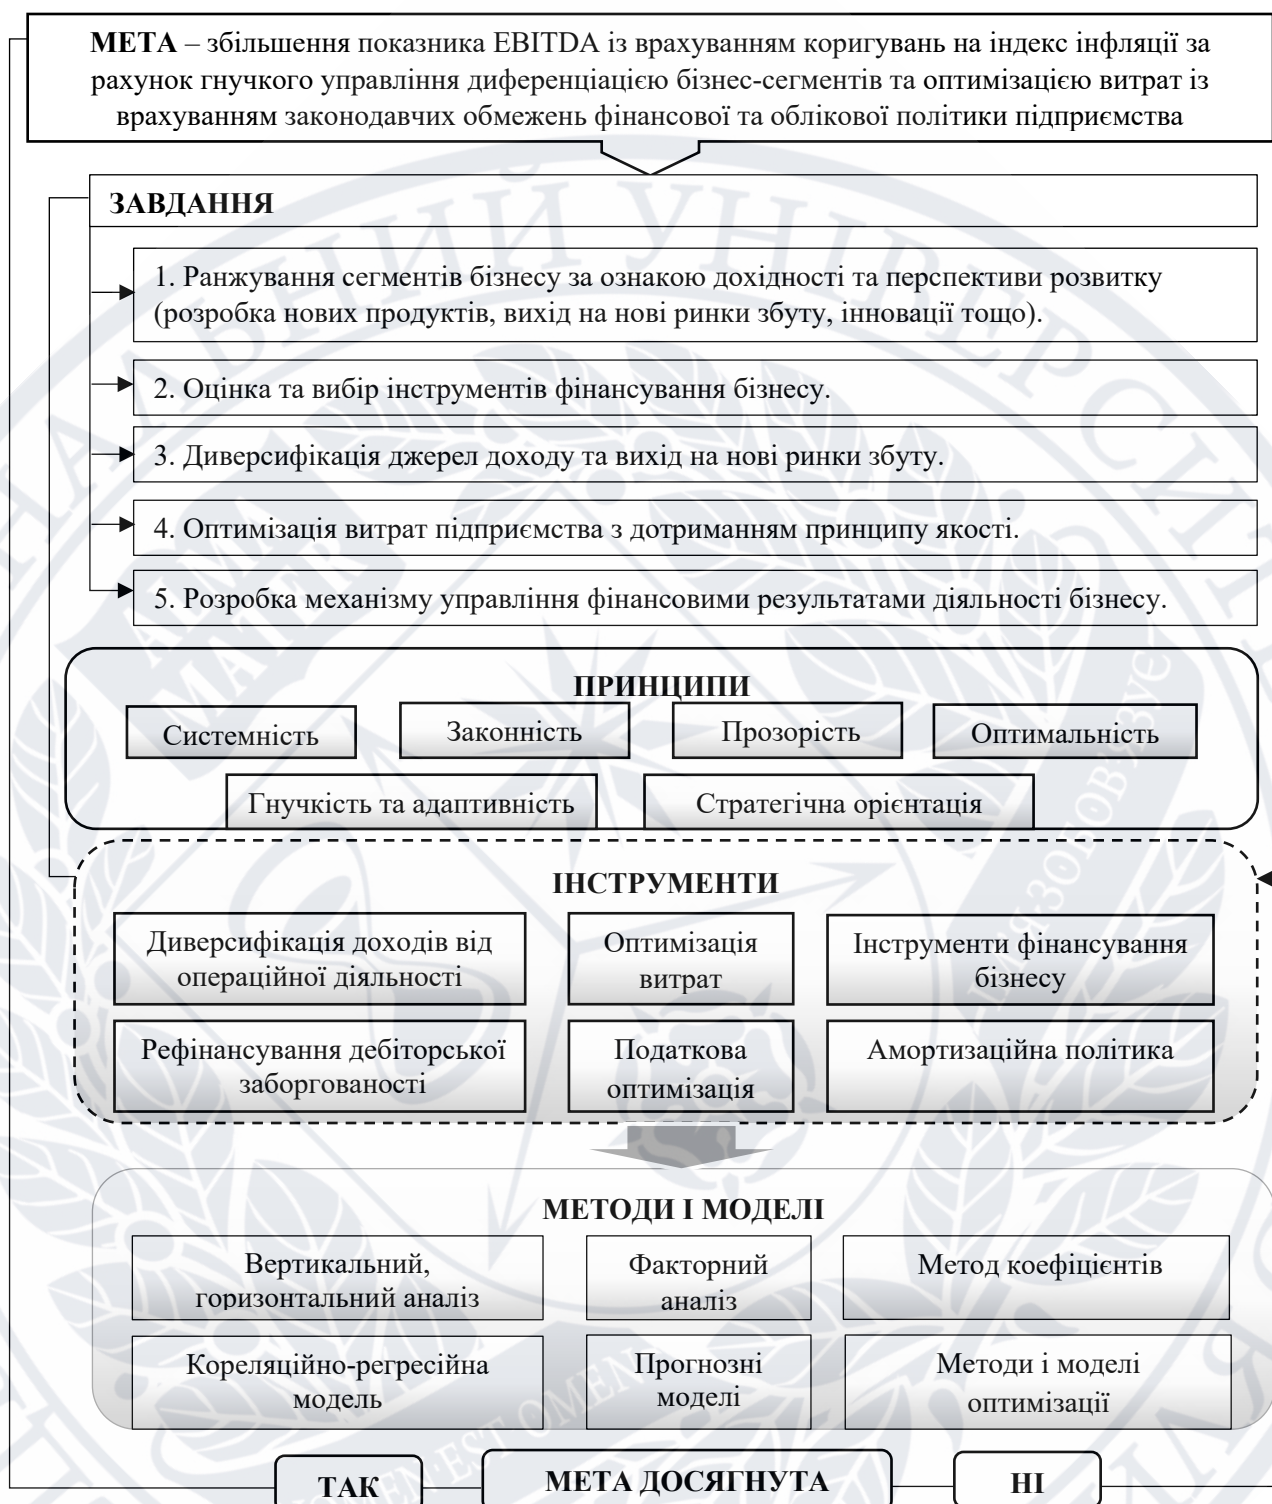 МЕТА – збільшення показника EBITDA із врахуванням коригувань на індекс інфляції за
рахунок гнучкого управління диференціацією бізнес-сегментів та оптимізацією витрат із
врахуванням законодавчих обмежень фінансової та облікової політики підприємства
ЗАВДАННЯ
1. Ранжування сегментів бізнесу за ознакою дохідності та перспективи розвитку
(розробка нових продуктів, вихід на нові ринки збуту, інновації тощо).
2. Оцінка та вибір інструментів фінансування бізнесу.
3. Диверсифікація джерел доходу та вихід на нові ринки збуту.
4. Оптимізація витрат підприємства з дотриманням принципу якості.
5. Розробка механізму управління фінансовими результатами діяльності бізнесу.
ПРИНЦИПИ
Системність
Законність
Прозорість
Оптимальність
Гнучкість та адаптивність
Стратегічна орієнтація
ІНСТРУМЕНТИ
Диверсифікація доходів від
операційної діяльності
Оптимізація
витрат
Інструменти фінансування
бізнесу
Рефінансування дебіторської
заборгованості
Податкова
оптимізація
Амортизаційна політика
МЕТОДИ І МОДЕЛІ
Вертикальний,
горизонтальний аналіз
Факторний
аналіз
Метод коефіцієнтів
Кореляційно-регресійна
модель
Прогнозні
моделі
Методи і моделі
оптимізації
ТАК
МЕТА ДОСЯГНУТА
НІ
ALMA
MATER